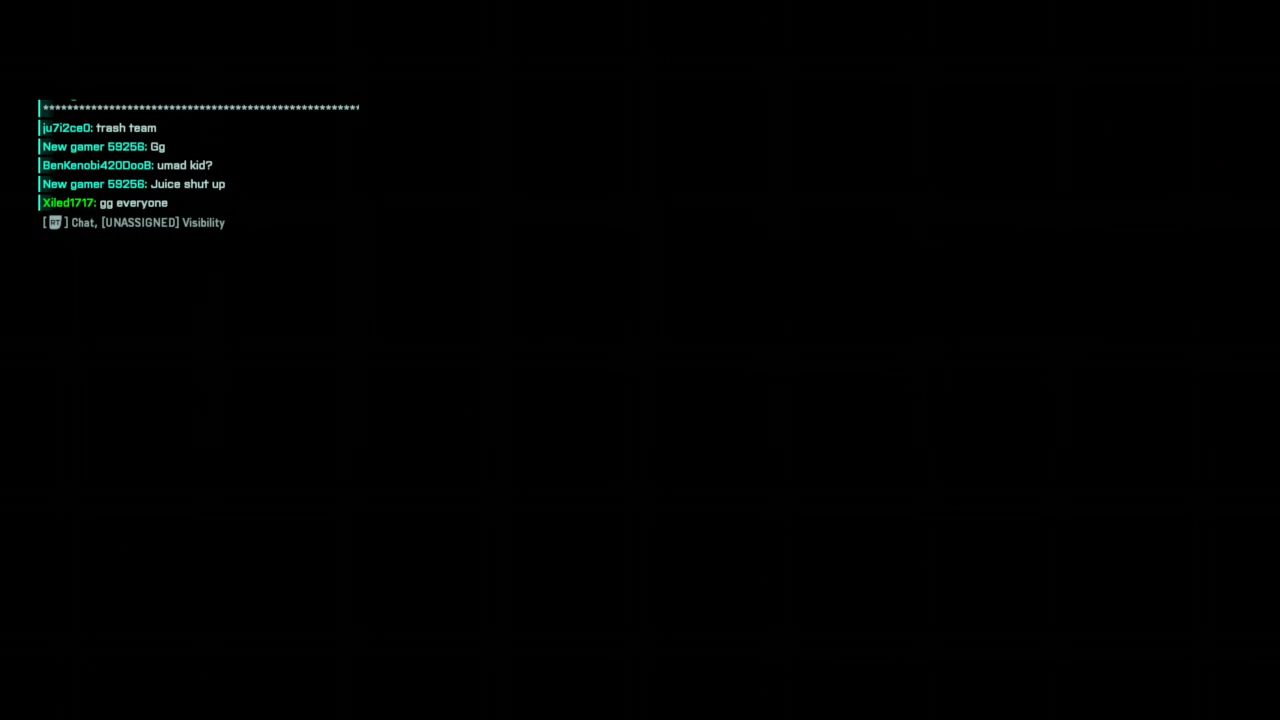 *****************************************************
ju7i2ce0: trash team
New gamer 59256: Gg
BenKenobi420DooB: umad kid?
New gamer 59256: Juice shut up
Xiled1717: gg everyone
[RT] Chat, [UNASSIGNED] Visibility